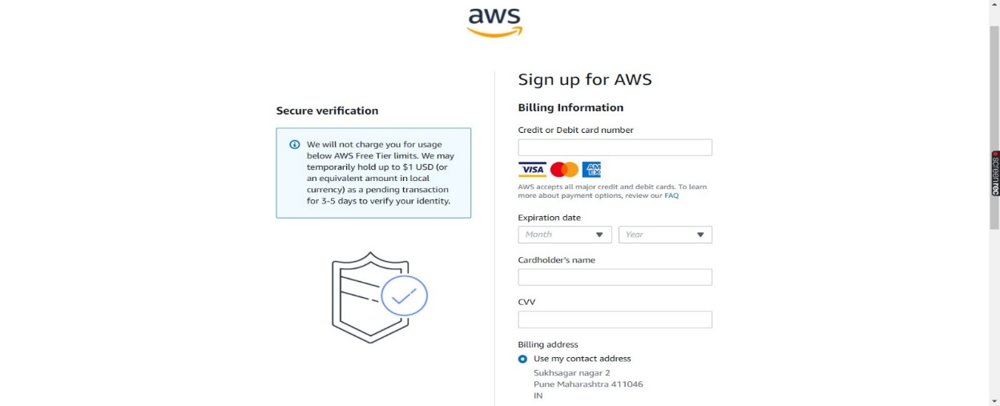 aws
Sign up for AWS
Secure verification
We will not charge you for usage
below AWS Free Tier limits. We may
temporarily hold up to $1 USD (or
an equivalent amount in local
currency) as a pending transaction
for 3-5 days to verify your identity.
Billing Information
Credit or Debit card number
VISA
AM
EX
AWS accepts all major credit and debit cards. To learn
more about payment options, review our FAQ
Expiration date
Month
Year
Cardholder's name
CVV
Billing address
Use my contact address
Sukhsagar nagar 2
Pune Maharashtra 411046
IN
screenrec